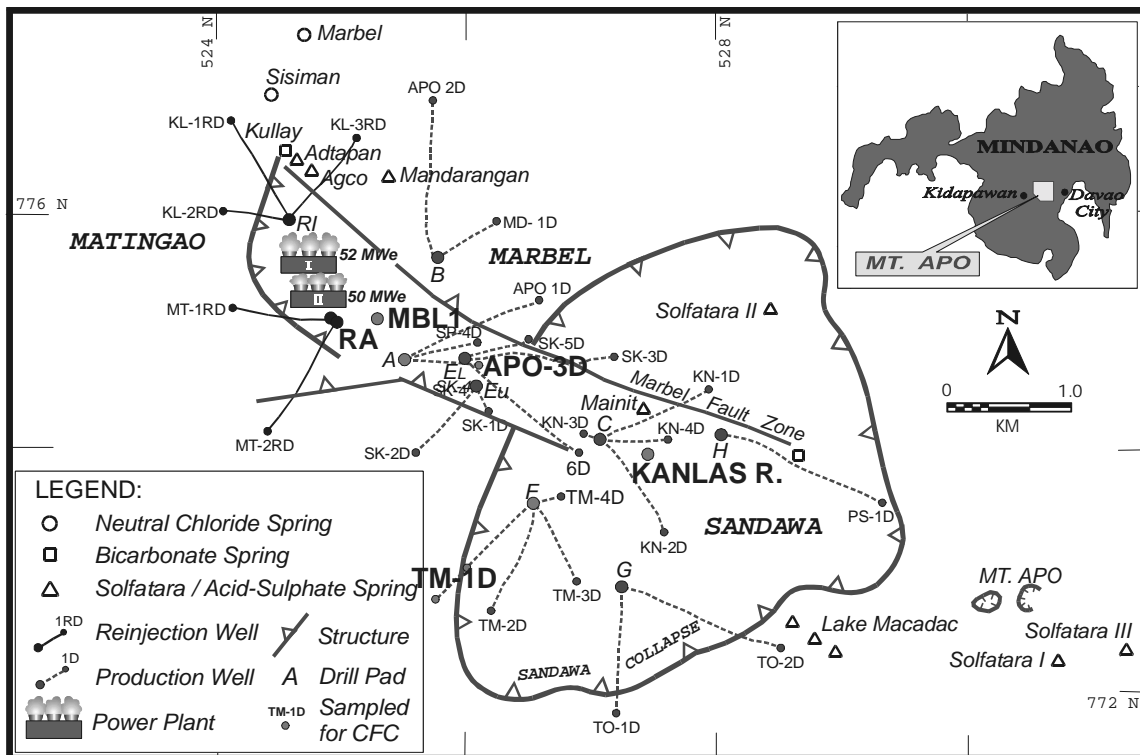 524 N
528 N
Marbel
Sisiman
APO 2D
KL-1RD
KL-3RD
Kullay
Adtapan
Agco
Mandarangan
MINDANAO
Kidapawan
Davao
City
MT. APO
776 N
KL-2RD
RI
MD- 1D
MATINGAO
MARBEL
B
I
52 MWe
II
50 MWe
APO 1D
Solfatara II
MT-1RD
MBL1
RA
SP-4D
SK-5D
SK-3D
N
A
EL
APO-3D
Marbel Fault Zone
KN-1D
0
1.0
KM
Eu
Mainit
SK-1D
KN-3D
C
KN-4D
H
MT-2RD
SK-2D
6D
KANLAS R.
F
TM-4D
SANDAWA
PS-1D
KN-2D
TM-1D
TM-3D
G
TM-2D
MT. APO
Lake Macadac
Solfatara III
Solfatara I
TO-2D
SANDAWA COLLAPSE
TO-1D
772 N
LEGEND:
Neutral Chloride Spring
Bicarbonate Spring
Solfatara / Acid-Sulphate Spring
1RD
Reinjection Well
Structure
1D
Production Well
A
Drill Pad
Power Plant
TM-1D
Sampled
for CFC